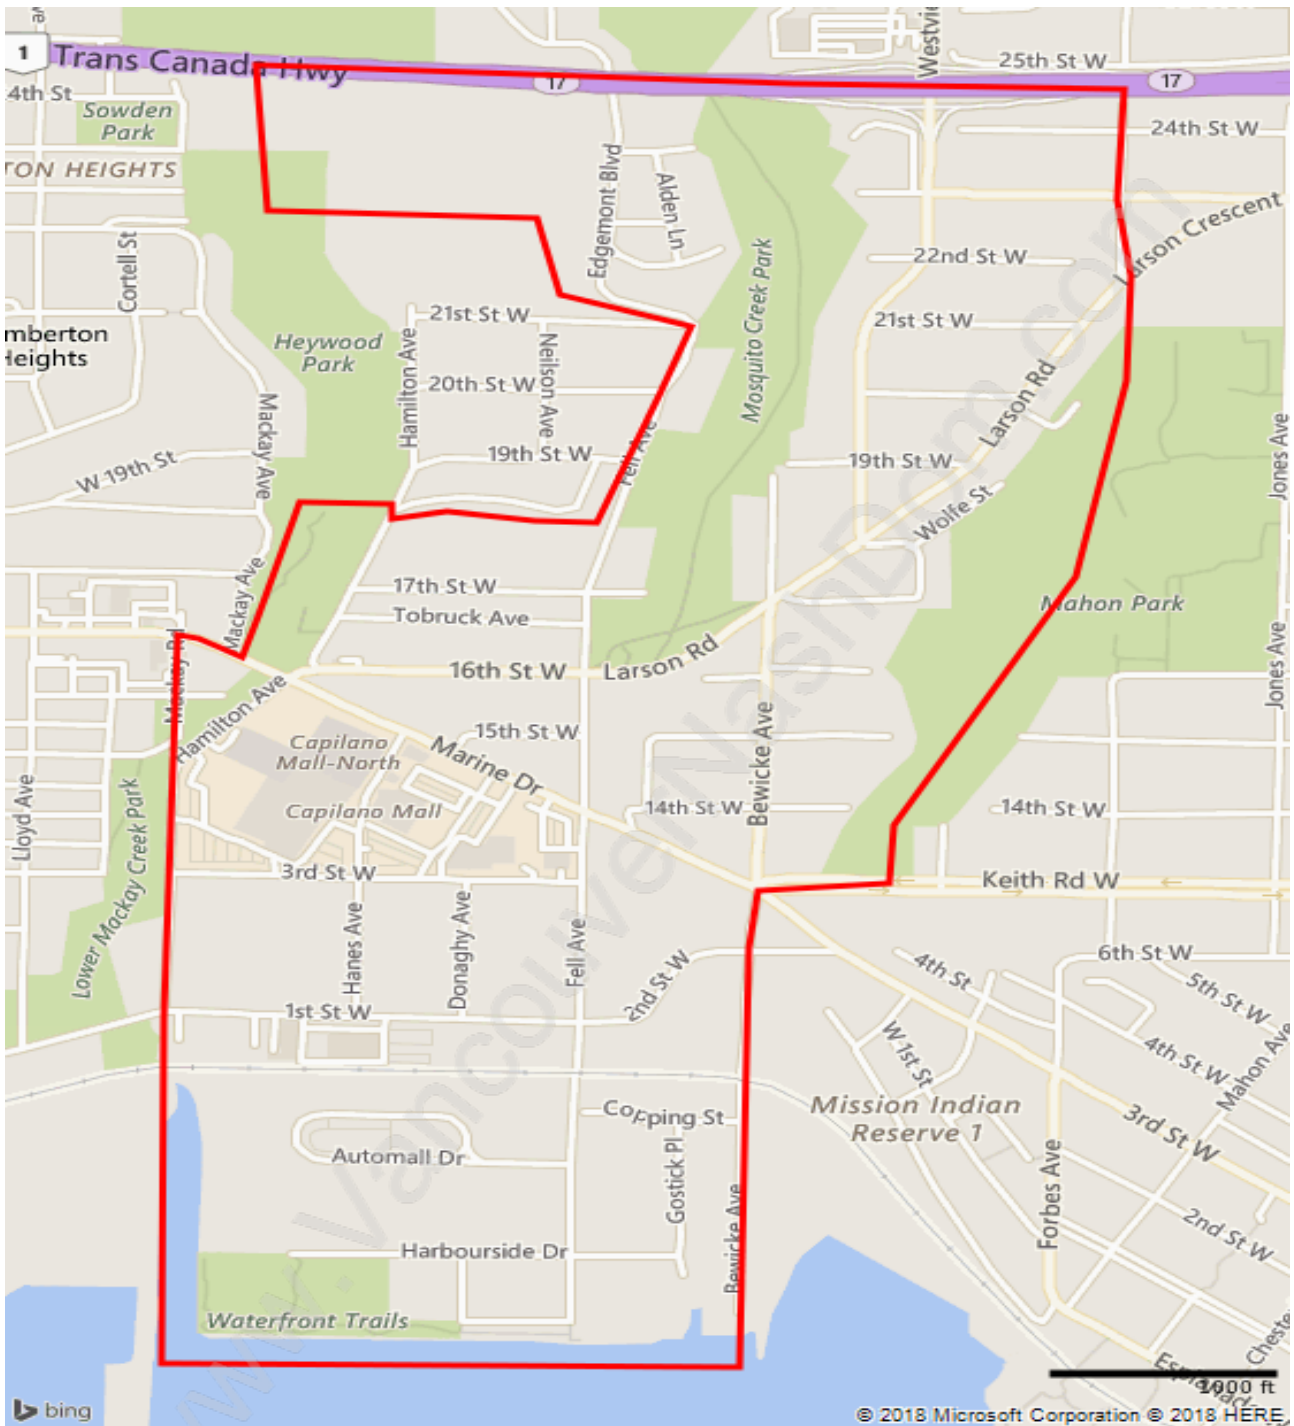 1
Trans Canada Hwy
17
25th St W
17
4th St
Sowden
Park
24th St W
TON HEIGHTS
Edgemont Blvd
Alden Ln
Larson Crescent
Cortell St
22nd St W
Mosquito Creek Park
21st St W
21st St W
mberton
Heights
Heywood
Park
Hamilton Ave
Neilson Ave
20th St W
Larson Rd
Mackay Ave
Fell Ave
19th St W
19th St W
W 19th St
Jones Ave
Wolfe St
17th St W
Mackay Ave
Tobruck Ave
Mahon Park
Mackay Rd
16th St W
Larson Rd
Jones Ave
Hamilton Ave
15th St W
Capilano
Mall-North
Marine Dr
Bewicke Ave
Capilano Mall
14th St W
14th St W
Lloyd Ave
Lower Mackay Creek Park
3rd St W
Keith Rd W
Hanes Ave
Donaghy Ave
Fell Ave
2nd St W
6th St W
4th St
5th St W
1st St W
W 1st St
4th St W
Mahon Ave
Copping St
Mission Indian
Reserve 1
3rd St W
Automall Dr
Gostick Pl
Bewicke Ave
Forbes Ave
2nd St W
Harbourside Dr
Waterfront Trails
www.VancouverNashDom.com
1000 ft
bing
© 2018 Microsoft Corporation © 2018 HERE